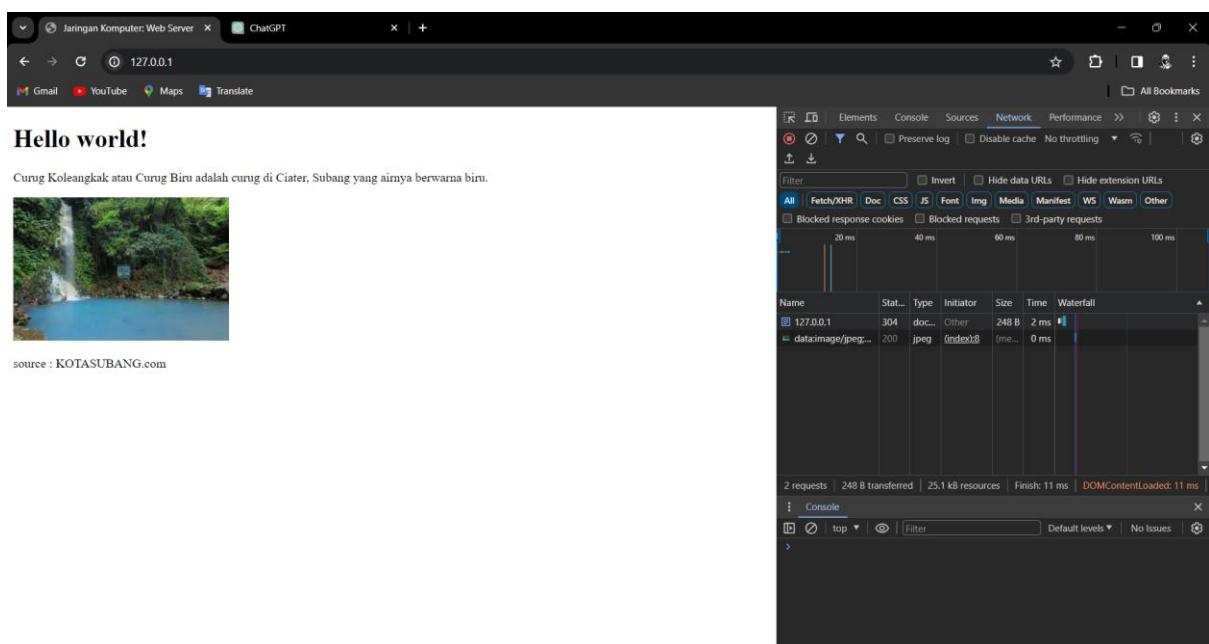 Jaringan Komputer: Web Server
ChatGPT
127.0.0.1
Gmail YouTube Maps Translate
All Bookmarks
Hello world!
Curug Koleangkak atau Curug Biru adalah curug di Ciater, Subang yang airnya berwarna biru.
source : KOTASUBANG.com
Elements Console Sources Network Performance
Preserve log Disable cache No throttling
Filter Invert Hide data URLs Hide extension URLs
All Fetch/XHR Doc CSS JS Font Img Media Manifest WS Wasm Other
Blocked response cookies Blocked requests 3rd-party requests
20 ms 40 ms 60 ms 80 ms 100 ms
Name Stat... Type Initiator Size Time Waterfall
127.0.0.1 304 doc... Other 248 B 2 ms
data:image/jpeg;... 200 jpeg (index):8 (me... 0 ms
2 requests 248 B transferred 25.1 kB resources Finish: 11 ms DOMContentLoaded: 11 ms
Console
top Filter Default levels No Issues